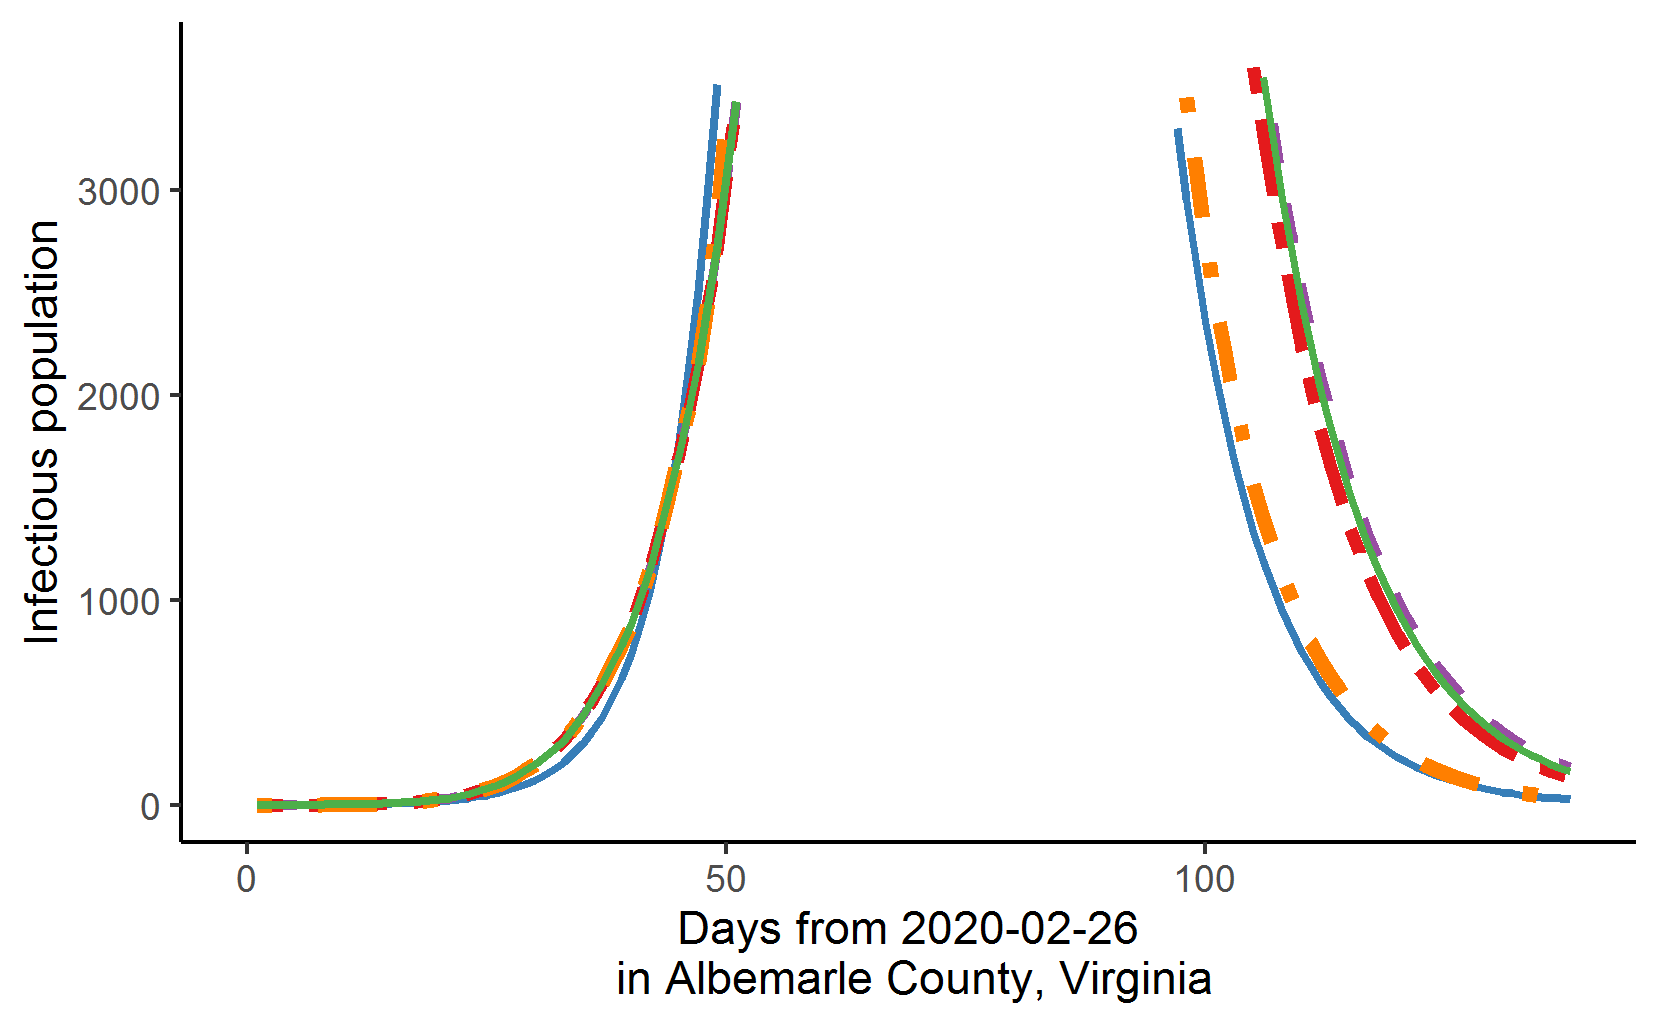 Infectious population
3000
2000
1000
0
0 50 100
Days from 2020-02-26
in Albemarle County, Virginia